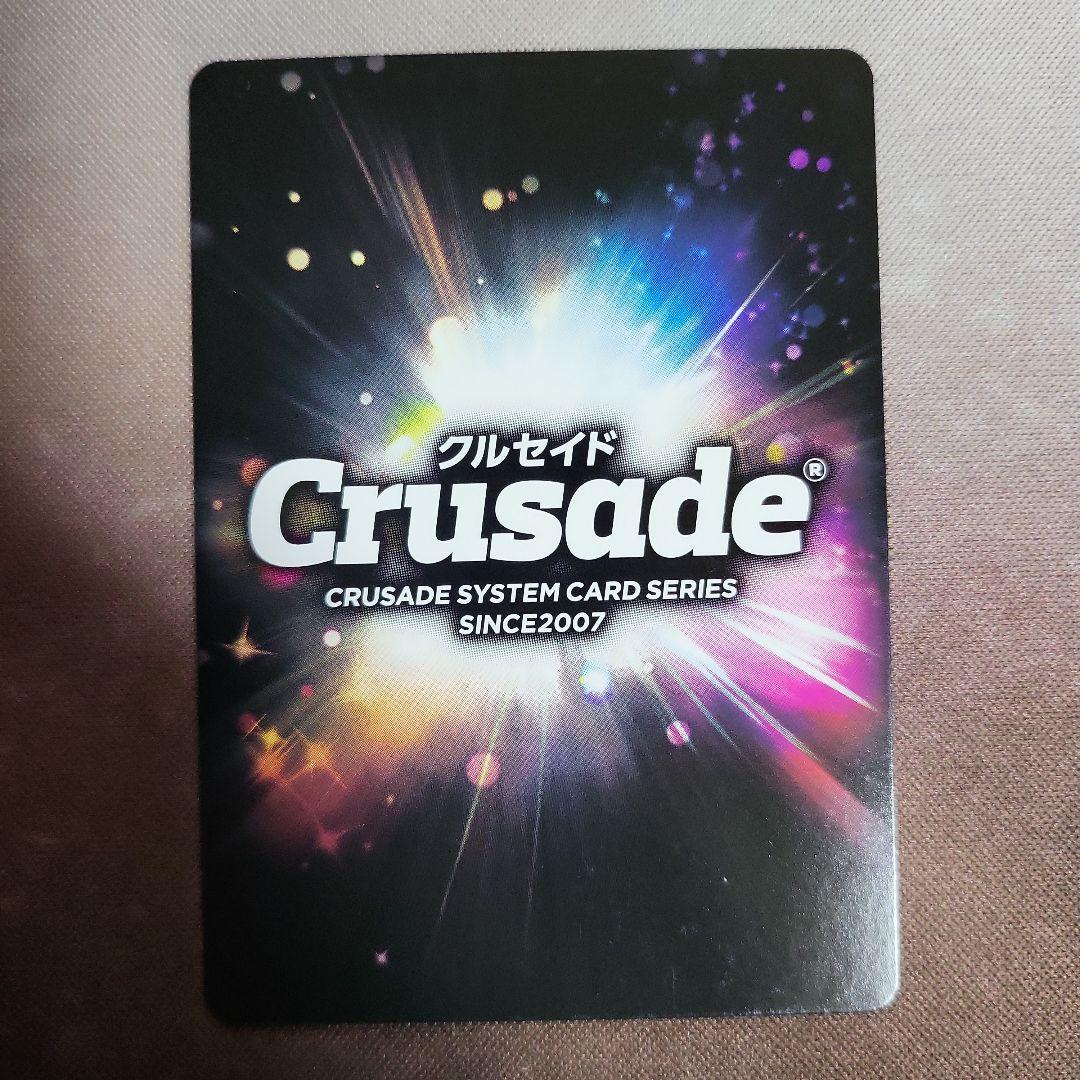 クルセイド
Crusade®
CRUSADE SYSTEM CARD SERIES
SINCE2007